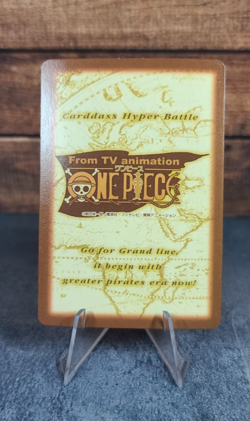 Carddass Hyper Battle
From TV animation
ワンピース
ONE PIECE
Go for Grand line,
it begin with
greater pirates era now!